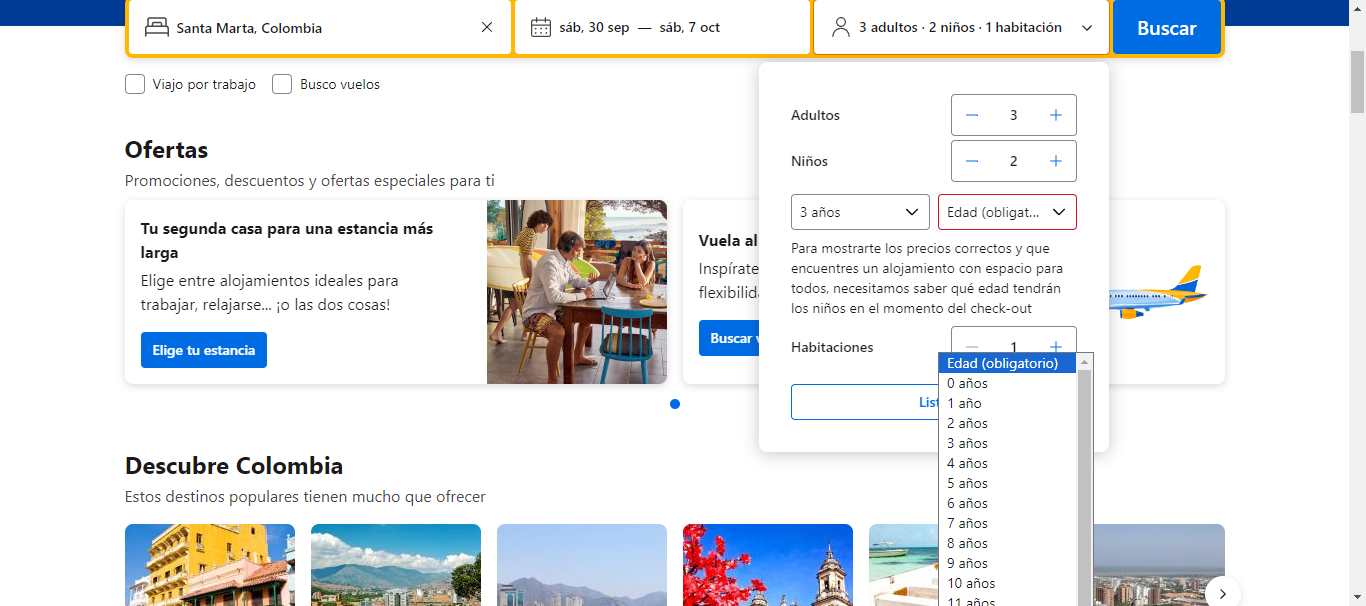 Santa Marta, Colombia
sáb, 30 sep — sáb, 7 oct
3 adultos · 2 niños · 1 habitación
Buscar
Viajo por trabajo
Busco vuelos
Ofertas
Promociones, descuentos y ofertas especiales para ti
Tu segunda casa para una estancia más
larga
Elige entre alojamientos ideales para
trabajar, relajarse... ¡o las dos cosas!
Elige tu estancia
Vuela al
Inspírate
flexibilida
Buscar v
Adultos
3
Niños
2
3 años
Edad (obligat...
Para mostrarte los precios correctos y que
encuentres un alojamiento con espacio para
todos, necesitamos saber qué edad tendrán
los niños en el momento del check-out
Habitaciones
1
List
Edad (obligatorio)
0 años
1 año
2 años
3 años
4 años
5 años
6 años
7 años
8 años
9 años
10 años
11 años
Descubre Colombia
Estos destinos populares tienen mucho que ofrecer